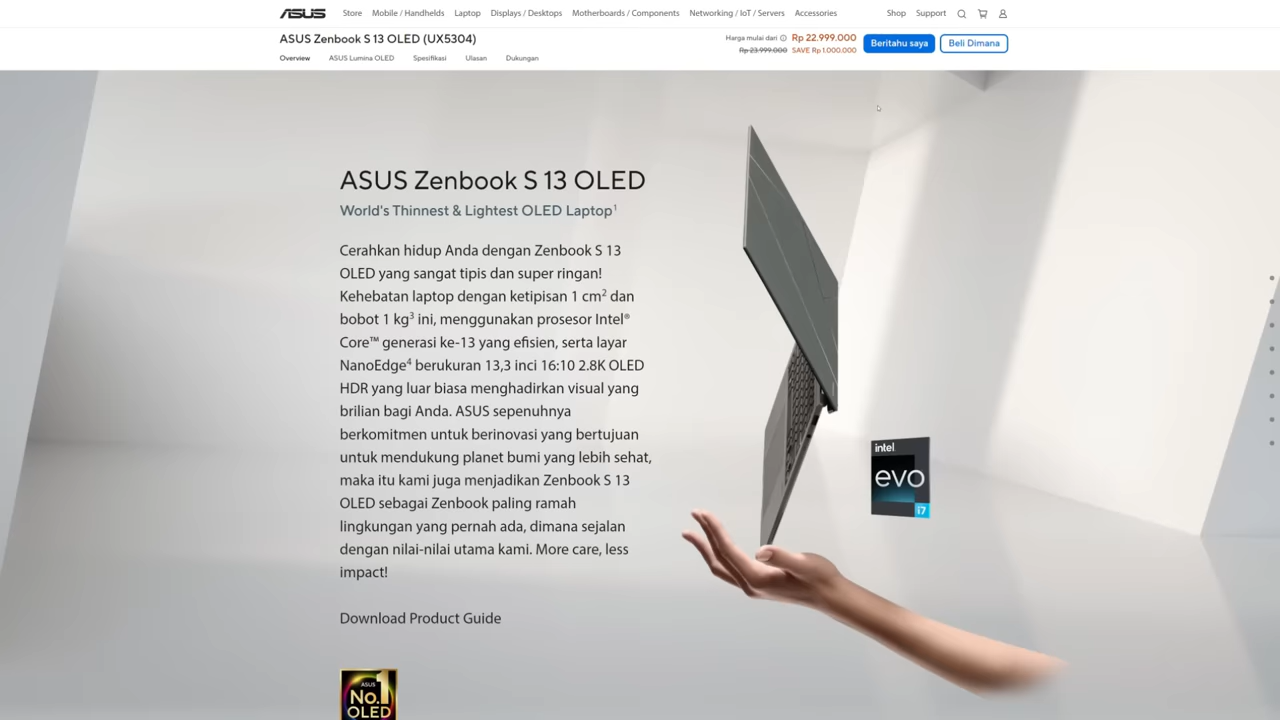 ASUS
Store Mobile / Handhelds Laptop Displays / Desktops Motherboards / Components Networking / IoT / Servers Accessories Shop Support
ASUS Zenbook S 13 OLED (UX5304)
Harga mulai dari Rp 22.999.000
Rp 23.999.000 SAVE Rp 1.000.000
Beritahu saya
Beli Dimana
Overview ASUS Lumina OLED Spesifikasi Ulasan Dukungan
ASUS Zenbook S 13 OLED
World's Thinnest & Lightest OLED Laptop¹
Cerahkan hidup Anda dengan Zenbook S 13
OLED yang sangat tipis dan super ringan!
Kehebatan laptop dengan ketipisan 1 cm² dan
bobot 1 kg³ ini, menggunakan prosesor Intel®
Core™ generasi ke-13 yang efisien, serta layar
NanoEdge⁴ berukuran 13,3 inci 16:10 2.8K OLED
HDR yang luar biasa menghadirkan visual yang
brilian bagi Anda. ASUS sepenuhnya
berkomitmen untuk berinovasi yang bertujuan
untuk mendukung planet bumi yang lebih sehat,
maka itu kami juga menjadikan Zenbook S 13
OLED sebagai Zenbook paling ramah
lingkungan yang pernah ada, dimana sejalan
dengan nilai-nilai utama kami. More care, less
impact!
Download Product Guide
intel
evo
i7
ASUS
No.1
OLED